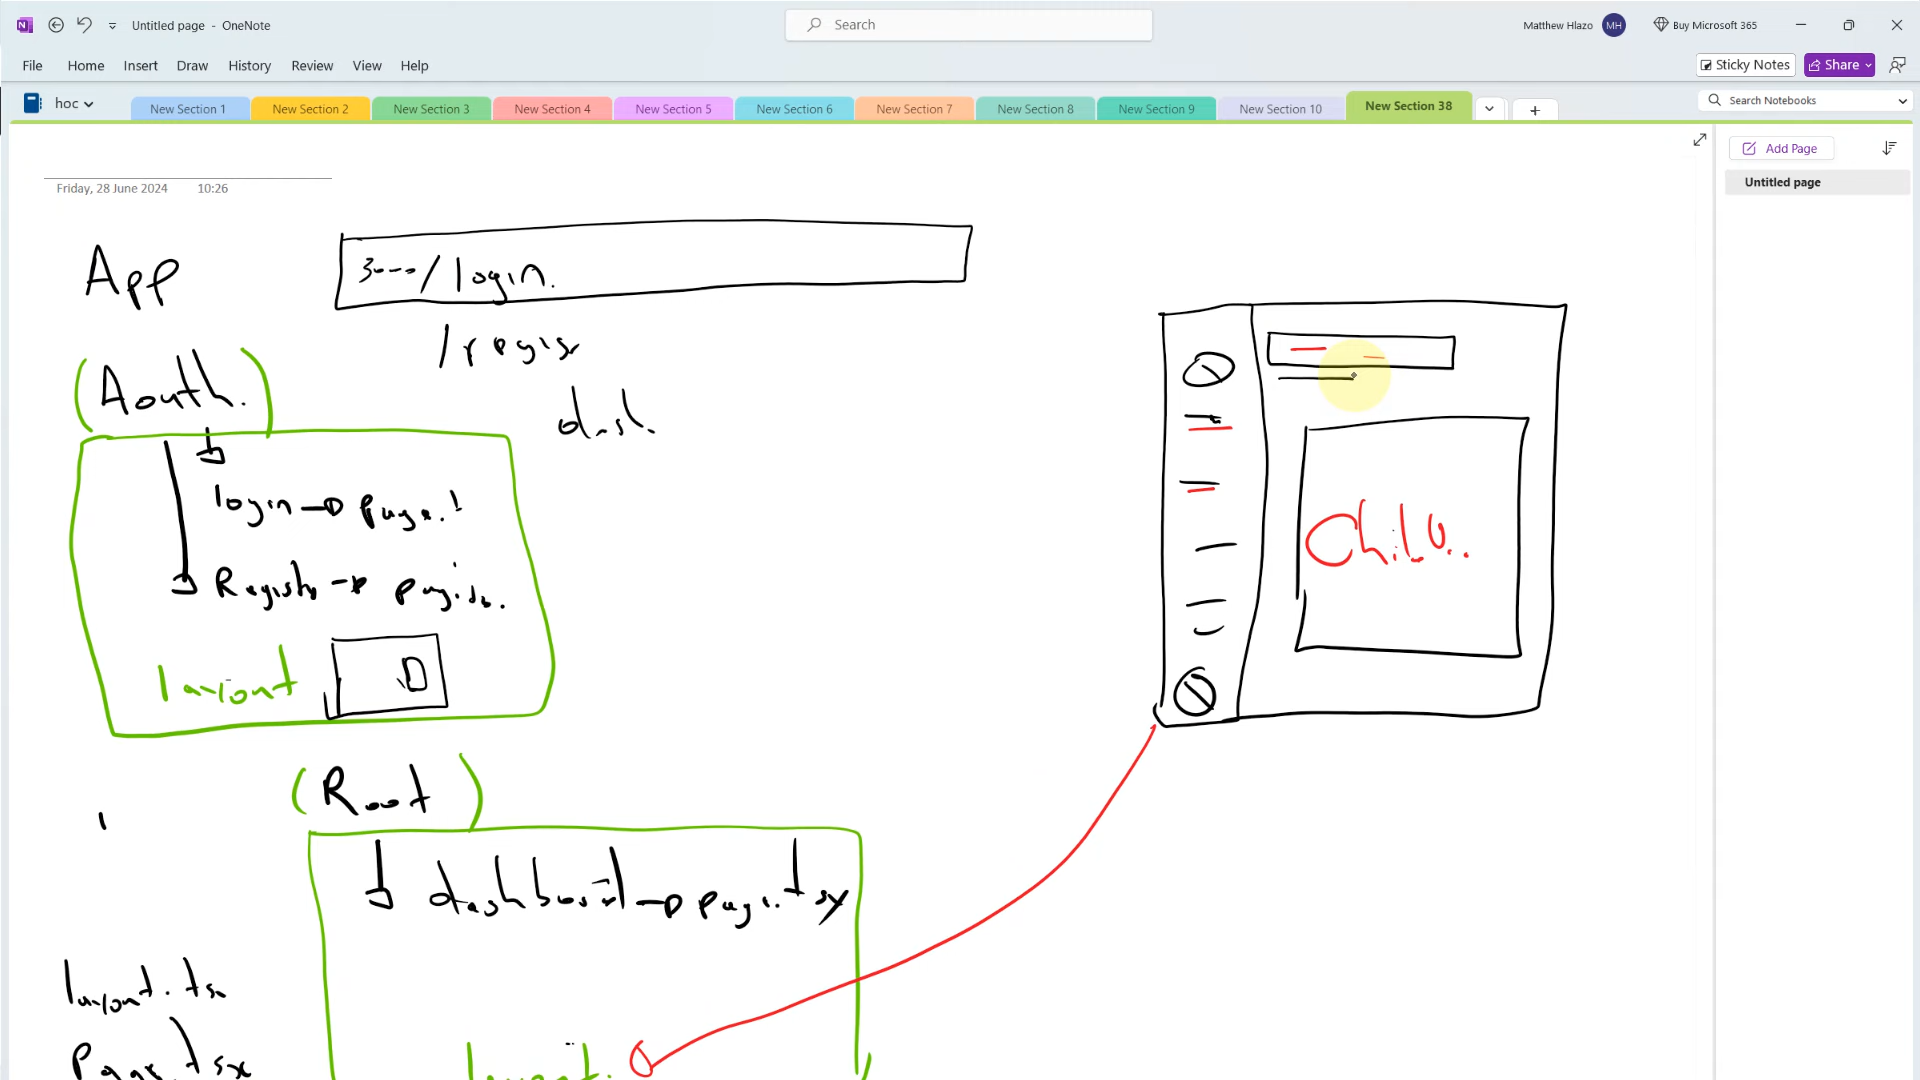 Untitled page - OneNote
Search
Matthew Hlazo
MH
Buy Microsoft 365
File
Home
Insert
Draw
History
Review
View
Help
Sticky Notes
Share
hoc
New Section 1
New Section 2
New Section 3
New Section 4
New Section 5
New Section 6
New Section 7
New Section 8
New Section 9
New Section 10
New Section 38
Search Notebooks
Add Page
Untitled page
Friday, 28 June 2024
10:26
App
/login.
/regis
dash.
(Aouth.)
login → page.
Register →
layout
Child..
(Root)
dashboard → page.tsx
layout.tsx
page.tsx
layout.